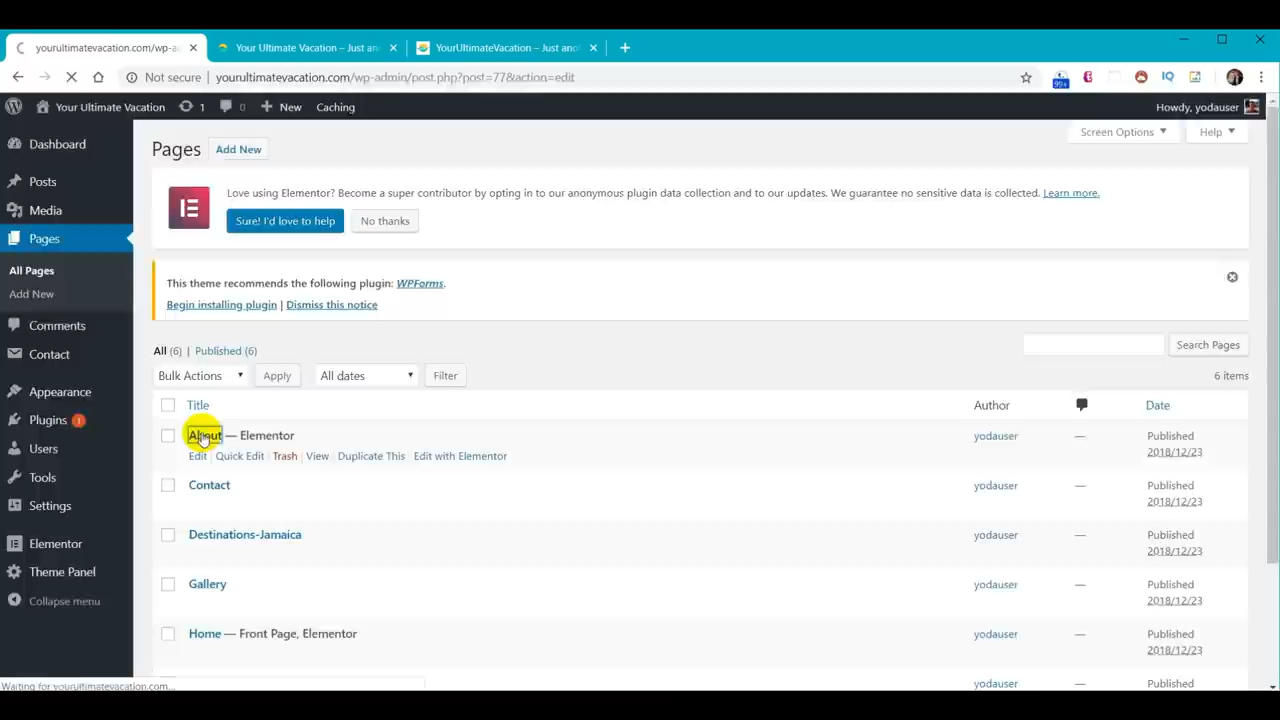 yourultimatevacation.com/wp-a
Your Ultimate Vacation – Just an
YourUltimateVacation – Just ano
Not secure | yourultimatevacation.com/wp-admin/post.php?post=77&action=edit
99+
IQ
Your Ultimate Vacation
1
0
New
Caching
Howdy, yodauser
Dashboard
Posts
Media
Pages
All Pages
Add New
Comments
Contact
Appearance
Plugins 1
Users
Tools
Settings
Elementor
Theme Panel
Collapse menu
Screen Options
Help
Pages
Add New
Love using Elementor? Become a super contributor by opting in to our anonymous plugin data collection and to our updates. We guarantee no sensitive data is collected. Learn more.
Sure! I'd love to help
No thanks
This theme recommends the following plugin: WPForms.
Begin installing plugin | Dismiss this notice
All (6) | Published (6)
Search Pages
Bulk Actions
Apply
All dates
Filter
6 items
Title
Author
Date
About — Elementor
yodauser
—
Published
2018/12/23
Edit | Quick Edit | Trash | View | Duplicate This | Edit with Elementor
Contact
yodauser
—
Published
2018/12/23
Destinations-Jamaica
yodauser
—
Published
2018/12/23
Gallery
yodauser
—
Published
2018/12/23
Home — Front Page, Elementor
yodauser
—
Published
2018/12/23
yodauser
—
Published
Waiting for yourultimatevacation.com...